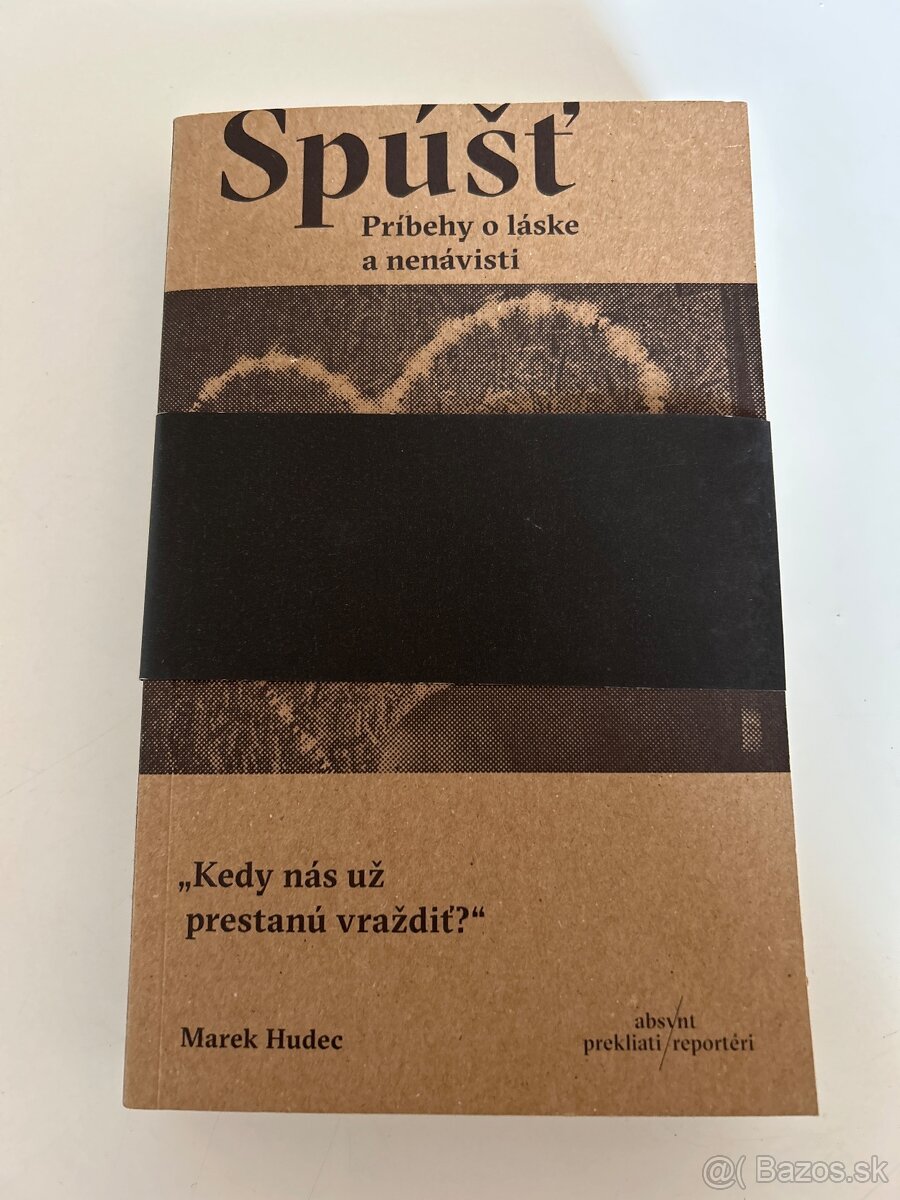 Spúšť
Príbehy o láske
a nenávisti
„Kedy nás už
prestanú vraždiť?“
Marek Hudec
absynt
prekliati/reportéri
@( Bazos.sk